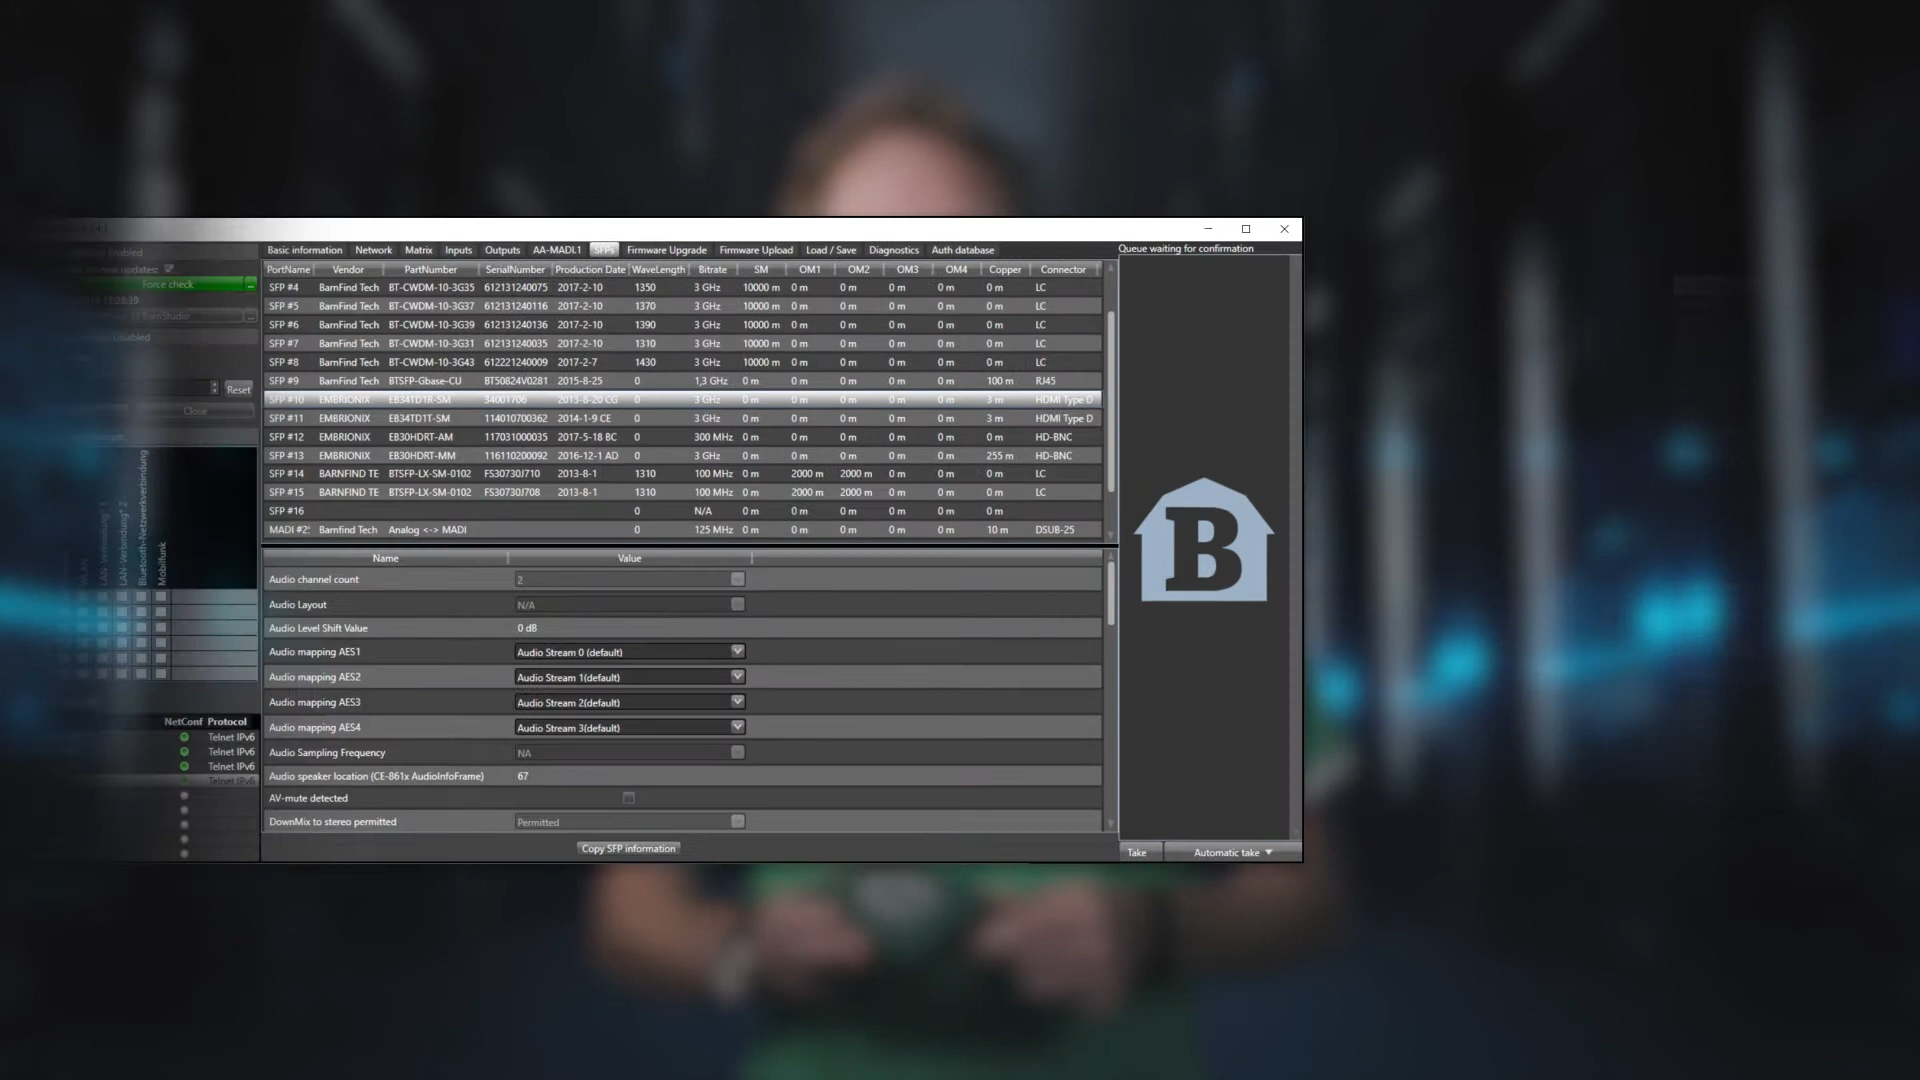 Queue waiting for confirmation
Basic information Network Matrix Inputs Outputs AA-MADI.1 SFPs Firmware Upgrade Firmware Upload Load / Save Diagnostics Auth database
PortName Vendor PartNumber SerialNumber Production Date WaveLength Bitrate SM OM1 OM2 OM3 OM4 Copper Connector
SFP #4 BarnFind Tech BT-CWDM-10-3G35 612131240075 2017-2-10 1350 3 GHz 10000 m 0 m 0 m 0 m 0 m 0 m LC
SFP #5 BarnFind Tech BT-CWDM-10-3G37 612131240116 2017-2-10 1370 3 GHz 10000 m 0 m 0 m 0 m 0 m 0 m LC
SFP #6 BarnFind Tech BT-CWDM-10-3G39 612131240136 2017-2-10 1390 3 GHz 10000 m 0 m 0 m 0 m 0 m 0 m LC
SFP #7 BarnFind Tech BT-CWDM-10-3G31 612131240035 2017-2-10 1310 3 GHz 10000 m 0 m 0 m 0 m 0 m 0 m LC
SFP #8 BarnFind Tech BT-CWDM-10-3G43 612221240009 2017-2-7 1430 3 GHz 10000 m 0 m 0 m 0 m 0 m 0 m LC
SFP #9 BarnFind Tech BTSFP-Gbase-CU BT50824V0281 2015-8-25 0 1,3 GHz 0 m 0 m 0 m 0 m 0 m 100 m RJ45
SFP #10 EMBRIONIX EB34TD1R-SM 34001706 2013-8-20 CG 0 3 GHz 0 m 0 m 0 m 0 m 0 m 3 m HDMI Type D
SFP #11 EMBRIONIX EB34TD1T-SM 114010700362 2014-1-9 CE 0 3 GHz 0 m 0 m 0 m 0 m 0 m 3 m HDMI Type D
SFP #12 EMBRIONIX EB30HDRT-AM 117031000035 2017-5-18 BC 0 300 MHz 0 m 0 m 0 m 0 m 0 m 0 m HD-BNC
SFP #13 EMBRIONIX EB30HDRT-MM 116110200092 2016-12-1 AD 0 3 GHz 0 m 0 m 0 m 0 m 0 m 255 m HD-BNC
SFP #14 BARNFIND TE BTSFP-LX-SM-0102 FS30730J710 2013-8-1 1310 100 MHz 0 m 2000 m 2000 m 0 m 0 m 0 m LC
SFP #15 BARNFIND TE BTSFP-LX-SM-0102 FS30730J708 2013-8-1 1310 100 MHz 0 m 2000 m 2000 m 0 m 0 m 0 m LC
SFP #16 0 N/A 0 m 0 m 0 m 0 m 0 m 0 m
MADI #2 Barnfind Tech Analog <-> MADI 0 125 MHz 0 m 0 m 0 m 0 m 0 m 10 m DSUB-25
Name Value
Audio channel count 2
Audio Layout N/A
Audio Level Shift Value 0 dB
Audio mapping AES1 Audio Stream 0 (default)
Audio mapping AES2 Audio Stream 1(default)
Audio mapping AES3 Audio Stream 2(default)
Audio mapping AES4 Audio Stream 3(default)
Audio Sampling Frequency NA
Audio speaker location (CE-861x AudioInfoFrame) 67
AV-mute detected
DownMix to stereo permitted Permitted
Copy SFP information
B
Take Automatic take
Enabled
new updates:
Force check ...
18:28:39
BarnStudio
Disabled
Reset
Close
WLAN
LAN-Verbindung* 1
LAN-Verbindung* 2
Bluetooth-Netzwerkverbindung
Mobilfunk
NetConf Protocol
Telnet IPv6
Telnet IPv6
Telnet IPv6
Telnet IPv6